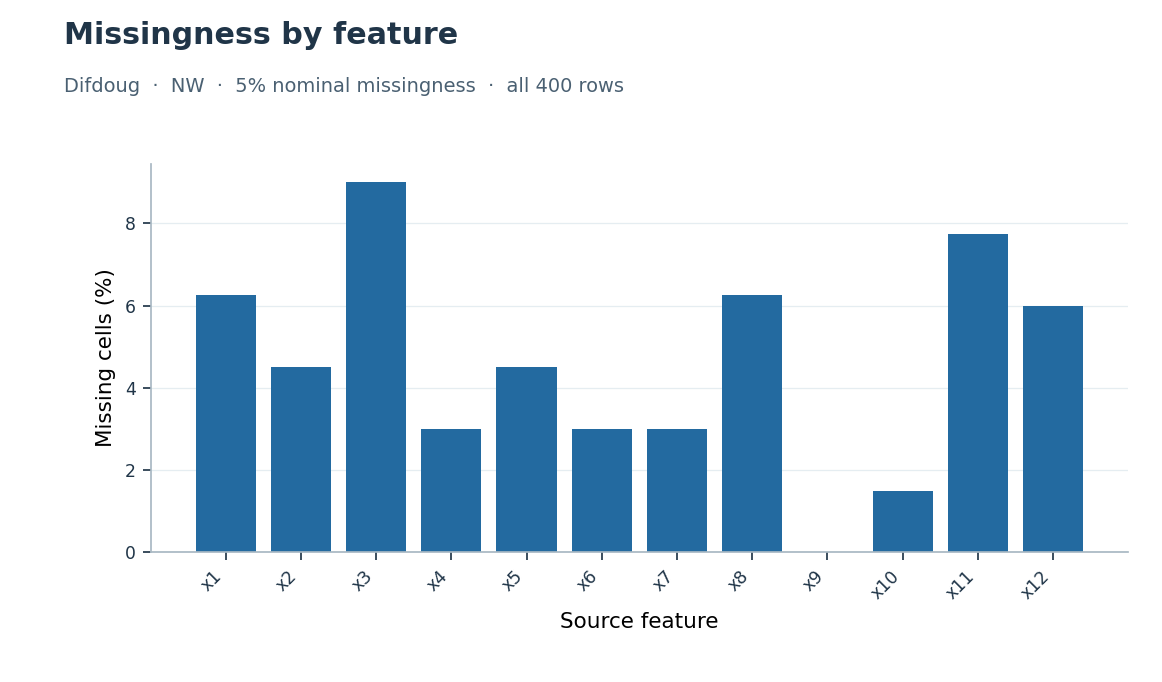 Missingness by feature
Difdoug · NW · 5% nominal missingness · all 400 rows
Missing cells (%)
8
6
4
2
0
x1 x2 x3 x4 x5 x6 x7 x8 x9 x10 x11 x12
Source feature